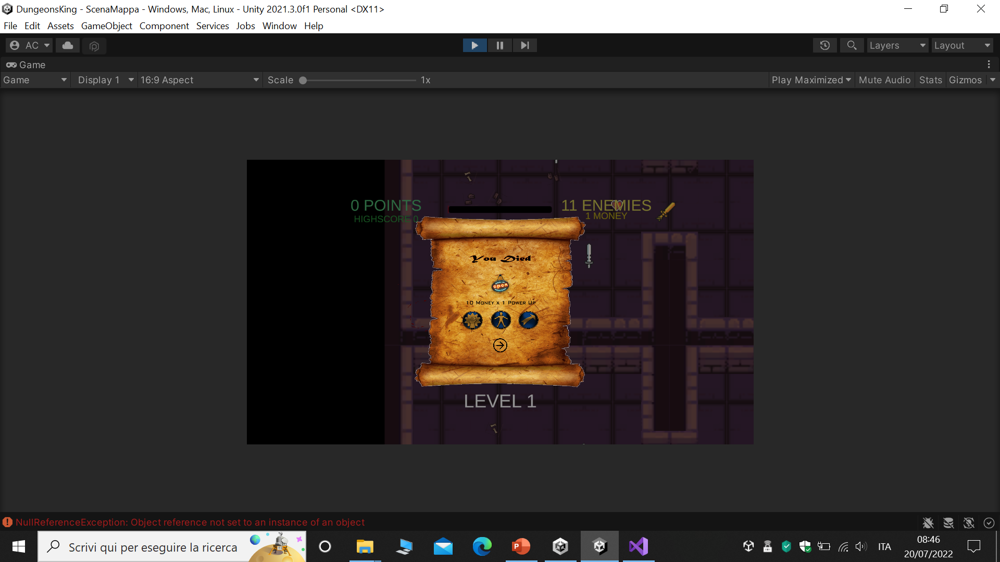 DungeonsKing - ScenaMappa - Windows, Mac, Linux - Unity 2021.3.0f1 Personal <DX11>
File Edit Assets GameObject Component Services Jobs Window Help
AC Layers Layout
Game
Game Display 1 16:9 Aspect Scale 1x Play Maximized Mute Audio Stats Gizmos
0 POINTS 11 ENEMIES
HIGHSCORE 0 1 MONEY
You Died
open
10 Money x 1 Power Up
LEVEL 1
NullReferenceException: Object reference not set to an instance of an object
Scrivi qui per eseguire la ricerca P ITA 08:46
20/07/2022